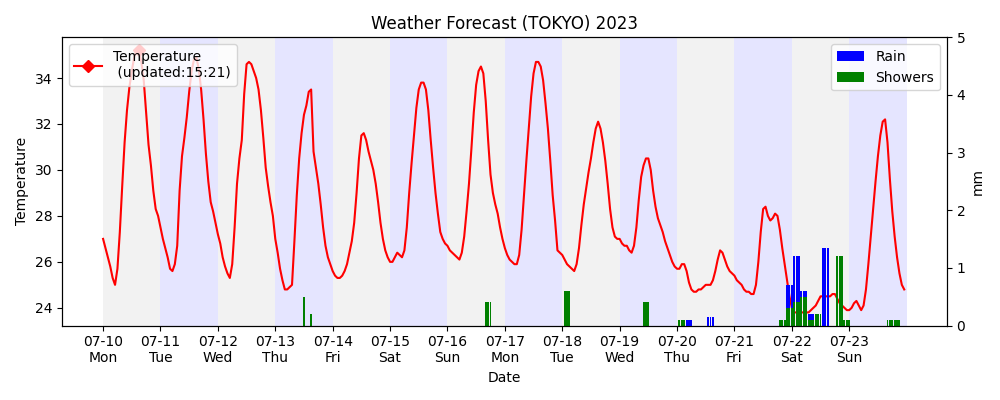 Weather Forecast (TOKYO) 2023
Temperature
(updated:15:21)
Rain
Showers
Temperature
34
32
30
28
26
24
5
4
3
2
1
0
mm
07-10 07-11 07-12 07-13 07-14 07-15 07-16 07-17 07-18 07-19 07-20 07-21 07-22 07-23
Mon Tue Wed Thu Fri Sat Sun Mon Tue Wed Thu Fri Sat Sun
Date